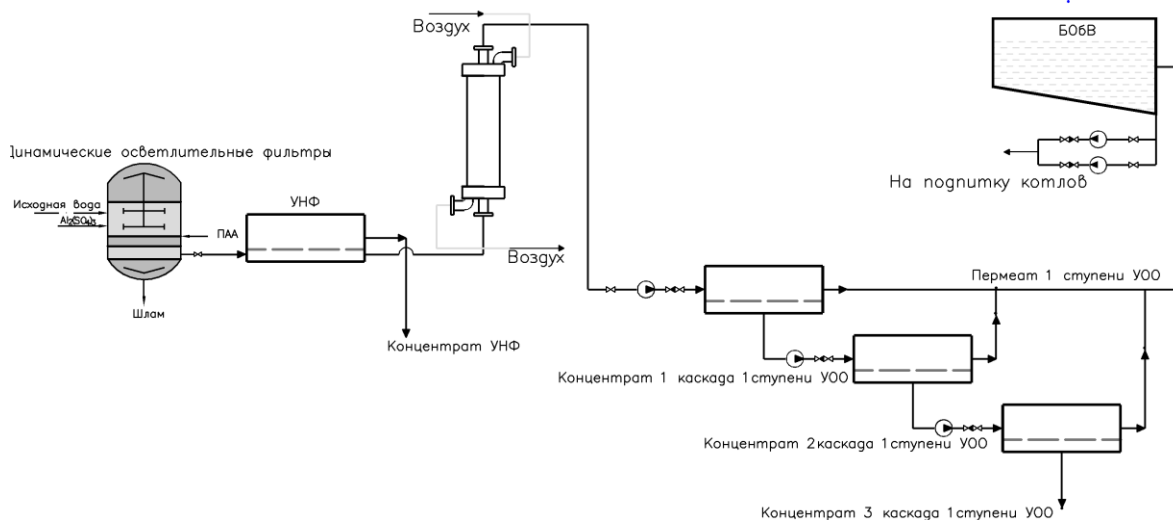 Воздух
БОбВ
Динамические осветлительные фильтры
На подпитку котлов
Исходная вода
УНФ
Al₂(SO₄)₃
ПАА
Воздух
Пермеат 1 ступени УОО
Шлам
Концентрат УНФ
Концентрат 1 каскада 1 ступени УОО
Концентрат 2 каскада 1 ступени УОО
Концентрат 3 каскада 1 ступени УОО